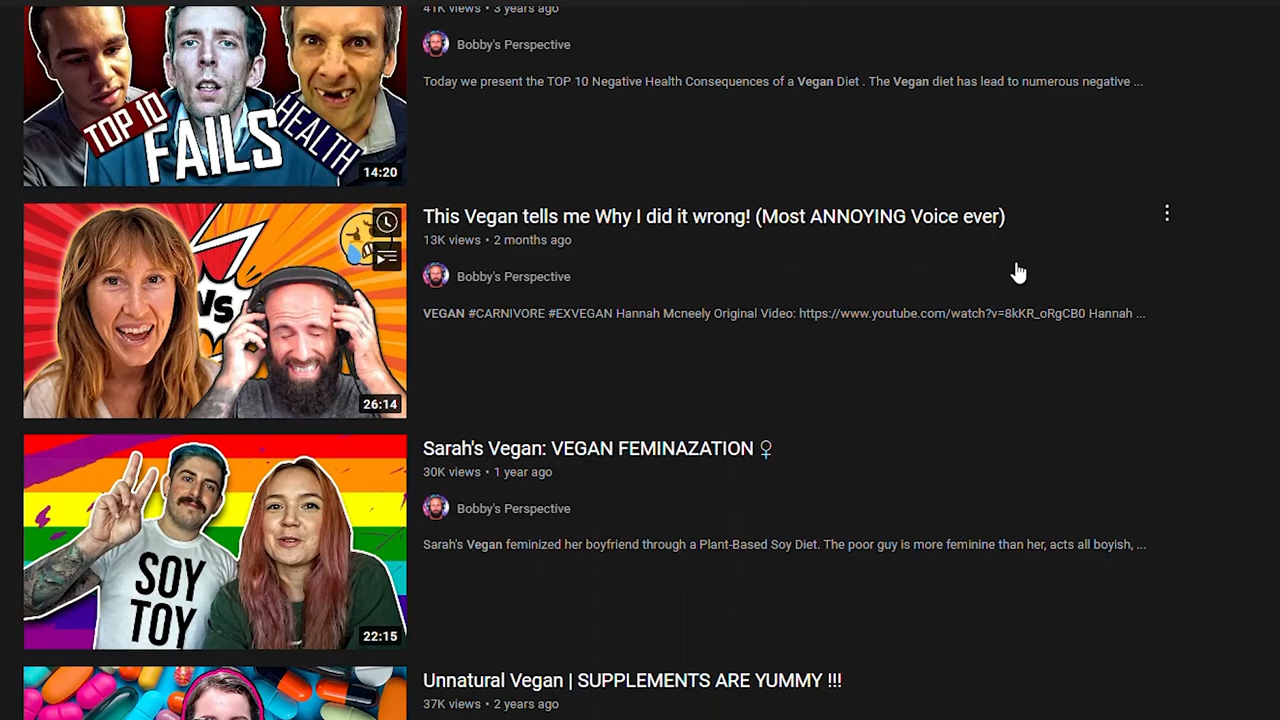 41K views • 3 years ago
Bobby's Perspective
Today we present the TOP 10 Negative Health Consequences of a Vegan Diet . The Vegan diet has lead to numerous negative ...
TOP 10
FAILS
HEALTH
14:20
This Vegan tells me Why I did it wrong! (Most ANNOYING Voice ever)
13K views • 2 months ago
Bobby's Perspective
VEGAN #CARNIVORE #EXVEGAN Hannah Mcneely Original Video: https://www.youtube.com/watch?v=8kKR_oRgCB0 Hannah ...
Vs
26:14
Sarah's Vegan: VEGAN FEMINAZATION ♀
30K views • 1 year ago
Bobby's Perspective
Sarah's Vegan feminized her boyfriend through a Plant-Based Soy Diet. The poor guy is more feminine than her, acts all boyish, ...
SOY
TOY
22:15
Unnatural Vegan | SUPPLEMENTS ARE YUMMY !!!
37K views • 2 years ago